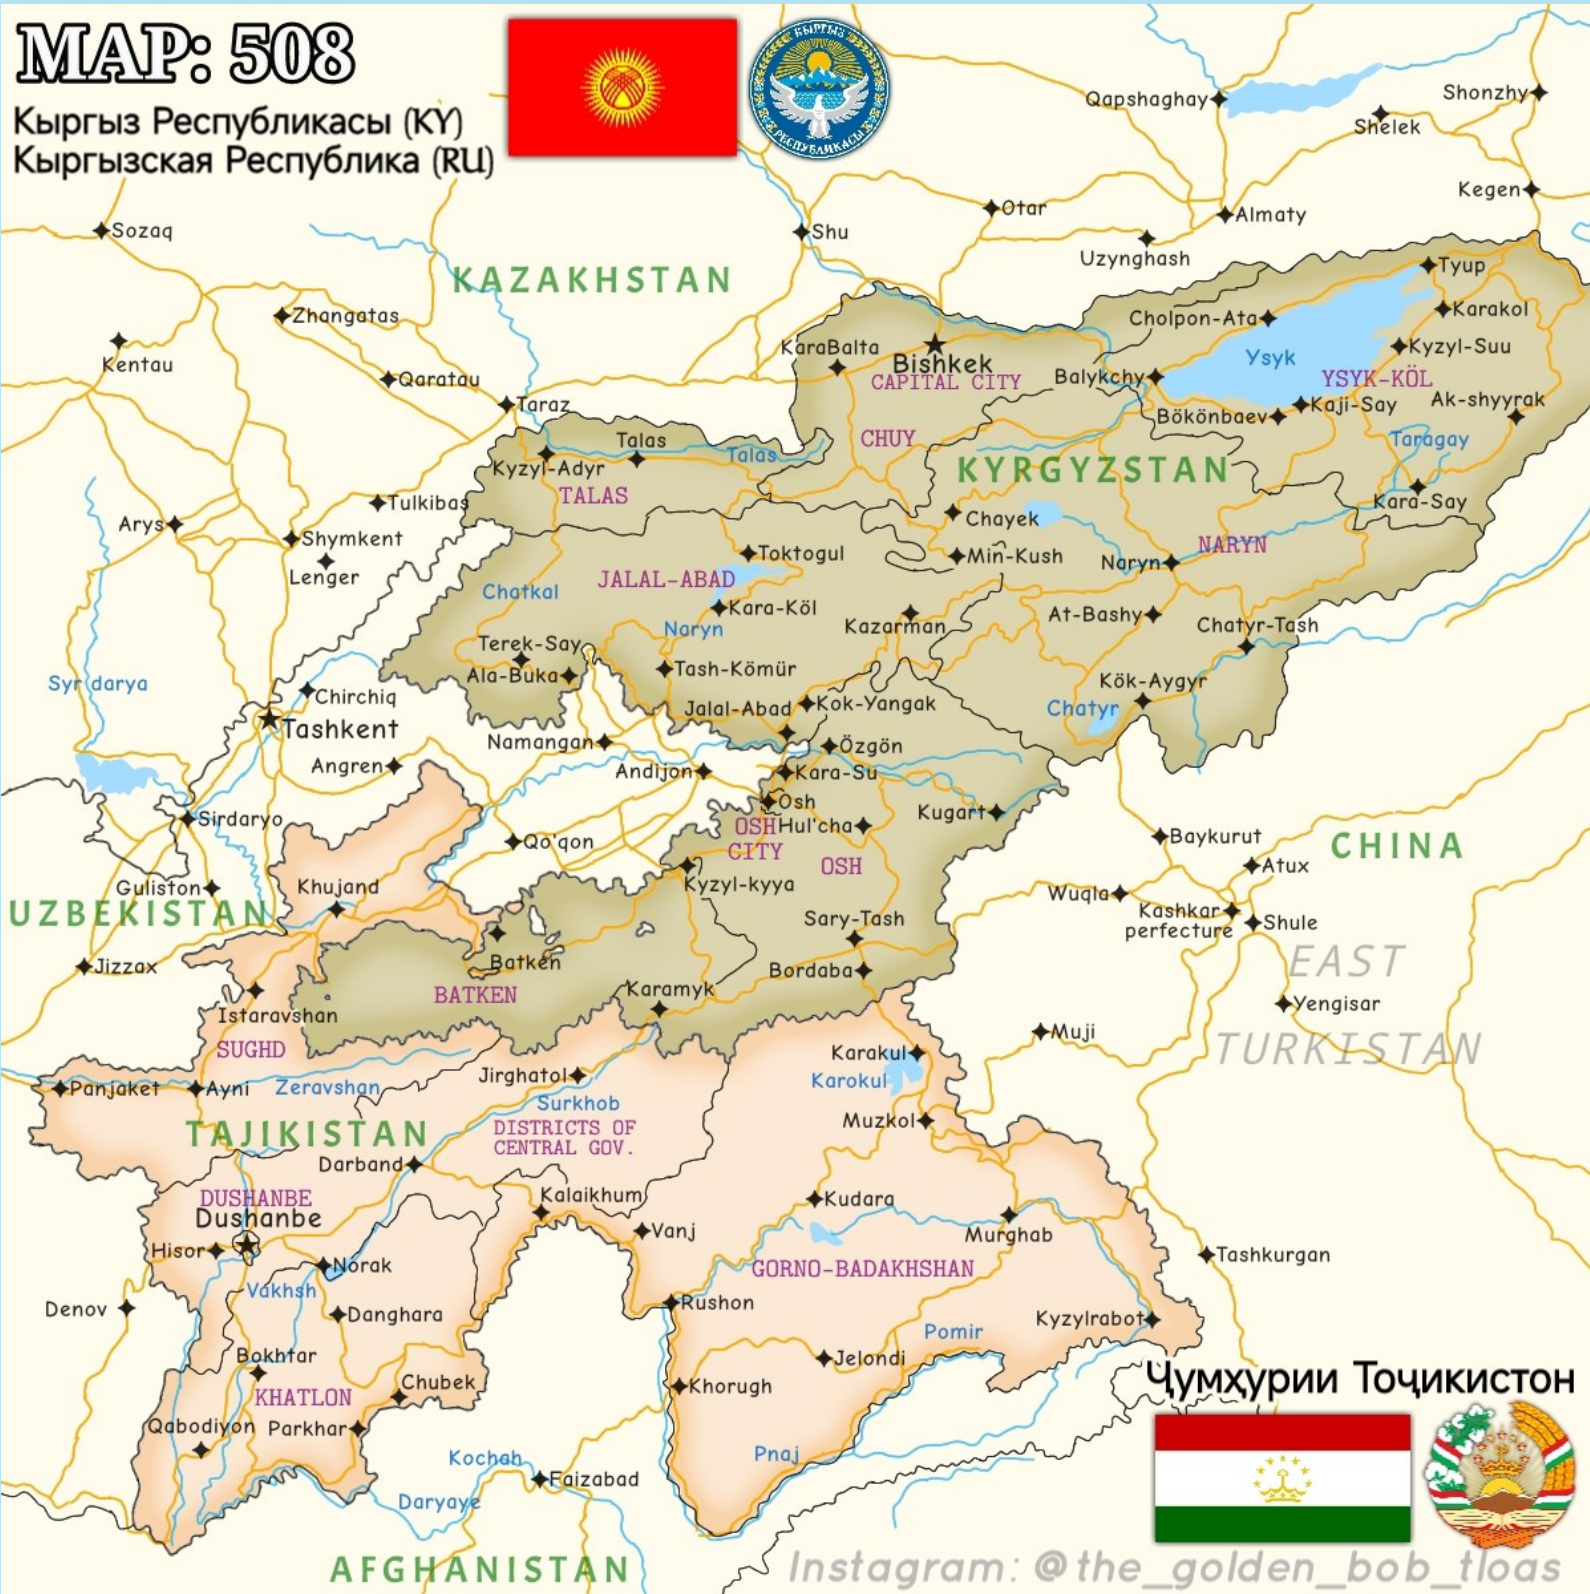 MAP: 508
Кыргыз Республикасы (KY)
Кыргызская Республика (RU)
КЫРГЫЗ
РЕСПУБЛИКАСЫ
Qapshaghay
Shonzhy
Shelek
Kegen
Otar
Almaty
Sozaq
Shu
Uzynghash
KAZAKHSTAN
Tyup
Zhangatas
Cholpon-Ata
Karakol
Kentau
KaraBalta
Bishkek
CAPITAL CITY
Ysyk
Kyzyl-Suu
Qaratau
Balykchy
YSYK-KÖL
Taraz
Bökönbaev
Kaji-Say
Ak-shyyrak
Talas
CHUY
Taragay
Talas
Kyzyl-Adyr
KYRGYZSTAN
TALAS
Tulkibas
Kara-Say
Arys
Chayek
Shymkent
NARYN
Toktogul
Min-Kush
Naryn
Lenger
JALAL-ABAD
Chatkal
Kara-Köl
At-Bashy
Naryn
Kazarman
Chatyr-Tash
Terek-Say
Ala-Buka
Tash-Kömür
Syr darya
Chirchiq
Kök-Aygyr
Jalal-Abad
Kok-Yangak
Chatyr
Tashkent
Namangan
Özgön
Angren
Andijon
Kara-Su
Osh
Kugart
Sirdaryo
OSH
CITY
Hul'cha
Qo'qon
Baykurut
CHINA
OSH
Atux
Guliston
Khujand
Kyzyl-kyya
Wuqla
UZBEKISTAN
Sary-Tash
Kashkar
perfecture
Shule
Batken
EAST
Jizzax
Bordaba
BATKEN
Karamyk
Istaravshan
Yengisar
SUGHD
Muji
TURKISTAN
Karakul
Panjaket
Ayni
Zeravshan
Jirghatol
Karokul
Surkhob
TAJIKISTAN
DISTRICTS OF
CENTRAL GOV.
Muzkol
Darband
DUSHANBE
Dushanbe
Kalaikhum
Kudara
Vanj
Murghab
Hisor
Norak
Tashkurgan
GORNO-BADAKHSHAN
Vakhsh
Denov
Danghara
Rushon
Kyzylrabot
Pomir
Bokhtar
Jelondi
Chubek
Khorugh
Ҷумҳурии Тоҷикистон
KHATLON
Qabodiyon
Parkhar
Kochah
Pnaj
Faizabad
Daryaye
AFGHANISTAN
Instagram: @the_golden_bob_tloas